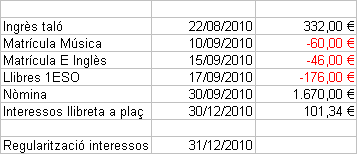 Ingrès taló 22/08/2010 332,00 €
Matrícula Música 10/09/2010 -60,00 €
Matrícula E Inglès 15/09/2010 -46,00 €
Llibres 1ESO 17/09/2010 -176,00 €
Nòmina 30/09/2010 1.670,00 €
Interessos llibreta a plaç 30/12/2010 101,34 €
Regularització interessos 31/12/2010